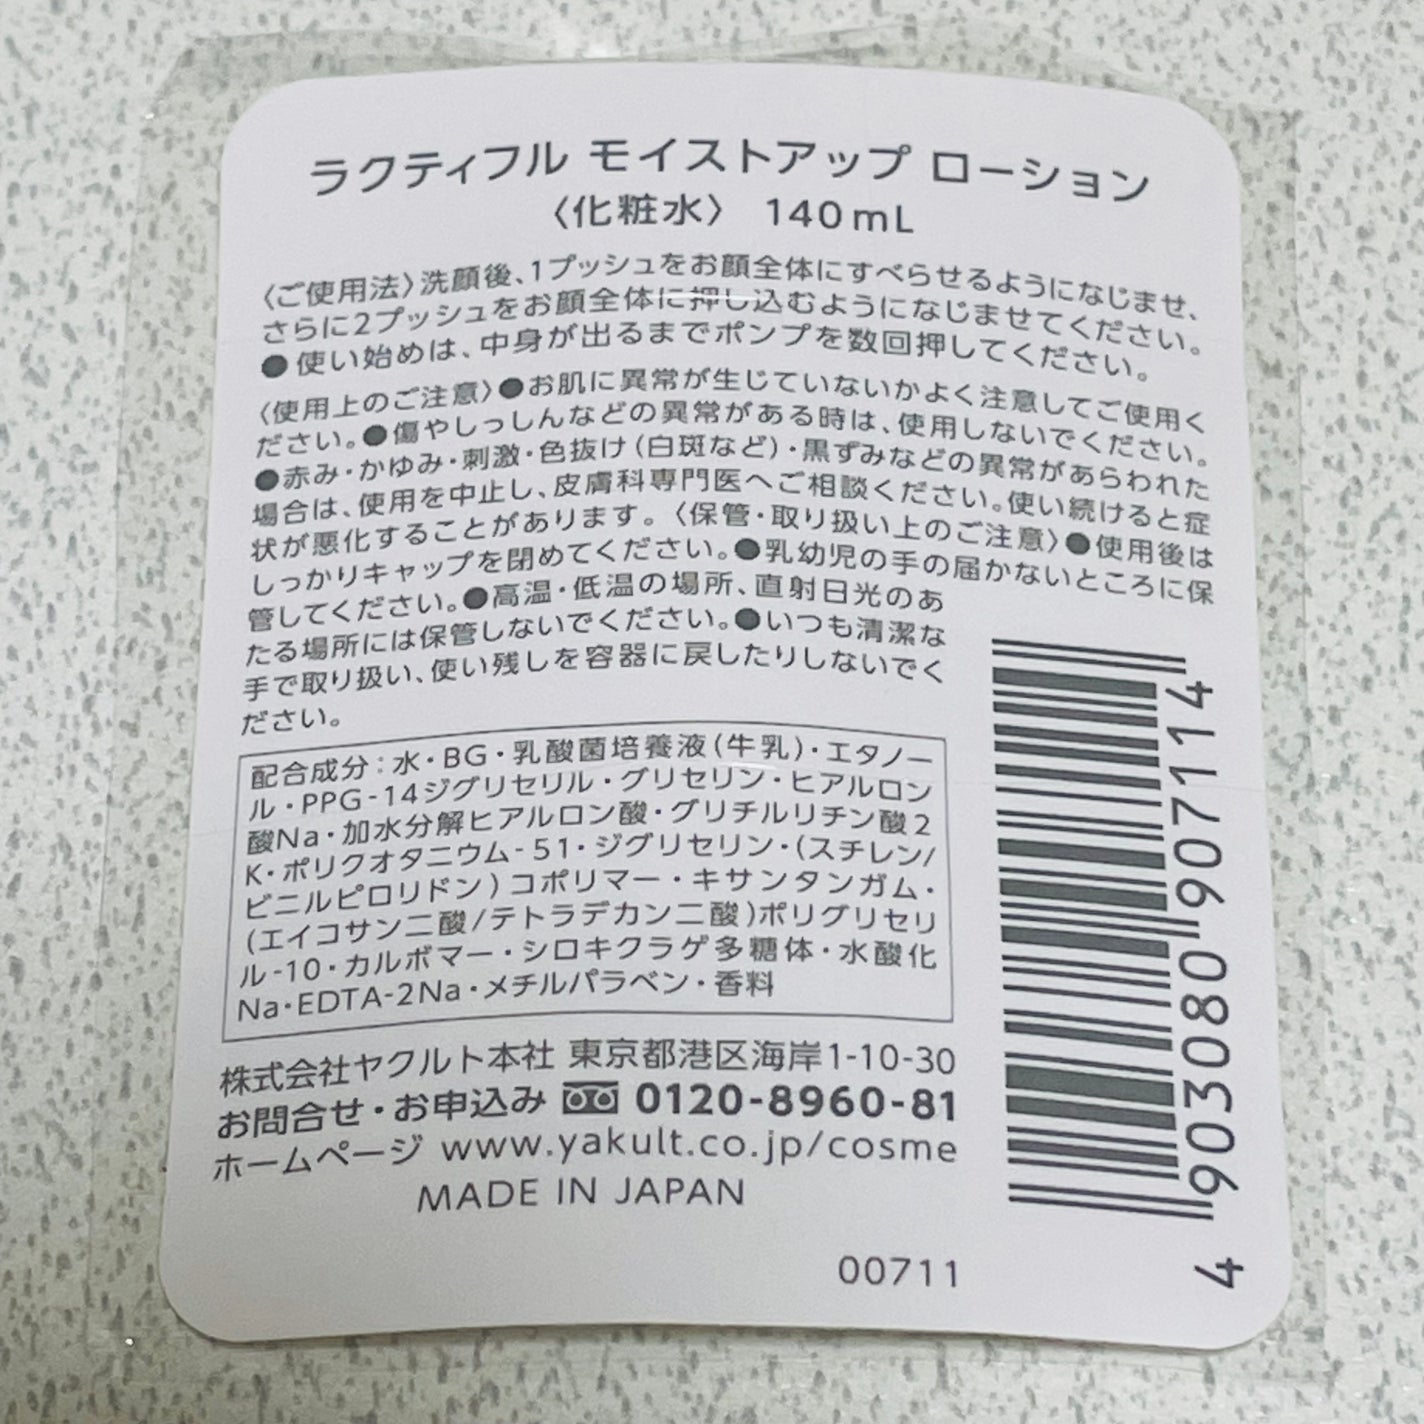 ラクティフル モイストアップ ローション
〈化粧水〉 140mL
〈ご使用法〉洗顔後、1プッシュをお顔全体にすべらせるようになじませ、
さらに2プッシュをお顔全体に押し込むようになじませてください。
●使い始めは、中身が出るまでポンプを数回押してください。
〈使用上のご注意〉●お肌に異常が生じていないかよく注意してご使用く
ださい。●傷やしっしんなどの異常がある時は、使用しないでください。
●赤み・かゆみ・刺激・色抜け(白斑など)・黒ずみなどの異常があらわれた
場合は、使用を中止し、皮膚科専門医へご相談ください。使い続けると症
状が悪化することがあります。〈保管・取り扱い上のご注意〉●使用後は
しっかりキャップを閉めてください。●乳幼児の手の届かないところに保
管してください。●高温・低温の場所、直射日光のあ
たる場所には保管しないでください。●いつも清潔な
手で取り扱い、使い残しを容器に戻したりしないでく
ださい。
配合成分:水・BG・乳酸菌培養液(牛乳)・エタノー
ル・PPG-14ジグリセリル・グリセリン・ヒアルロン
酸Na・加水分解ヒアルロン酸・グリチルリチン酸2
K・ポリクオタニウム-51・ジグリセリン・(スチレン/
ビニルピロリドン)コポリマー・キサンタンガム・
(エイコサン二酸/テトラデカン二酸)ポリグリセリ
ル-10・カルボマー・シロキクラゲ多糖体・水酸化
Na・EDTA-2Na・メチルパラベン・香料
株式会社ヤクルト本社 東京都港区海岸1-10-30
お問合せ・お申込み 0120-8960-81
ホームページ www.yakult.co.jp/cosme
MADE IN JAPAN
00711
4 903080 907114